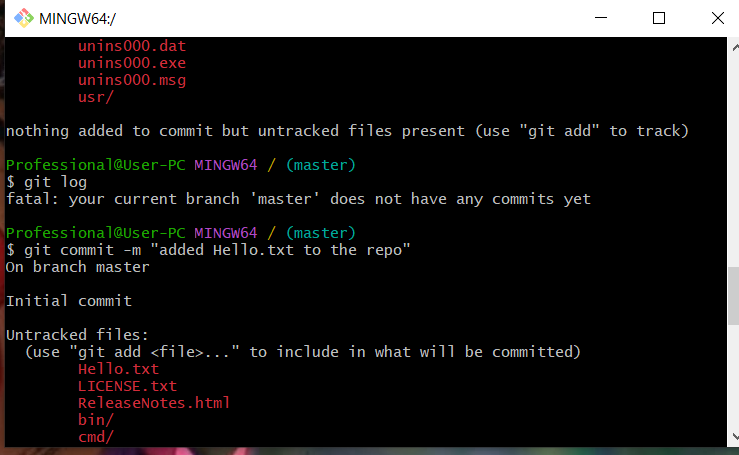 MINGW64:/
unins000.dat
unins000.exe
unins000.msg
usr/
nothing added to commit but untracked files present (use "git add" to track)
Professional@User-PC MINGW64 / (master)
$ git log
fatal: your current branch 'master' does not have any commits yet
Professional@User-PC MINGW64 / (master)
$ git commit -m "added Hello.txt to the repo"
On branch master
Initial commit
Untracked files:
(use "git add <file>..." to include in what will be committed)
Hello.txt
LICENSE.txt
ReleaseNotes.html
bin/
cmd/